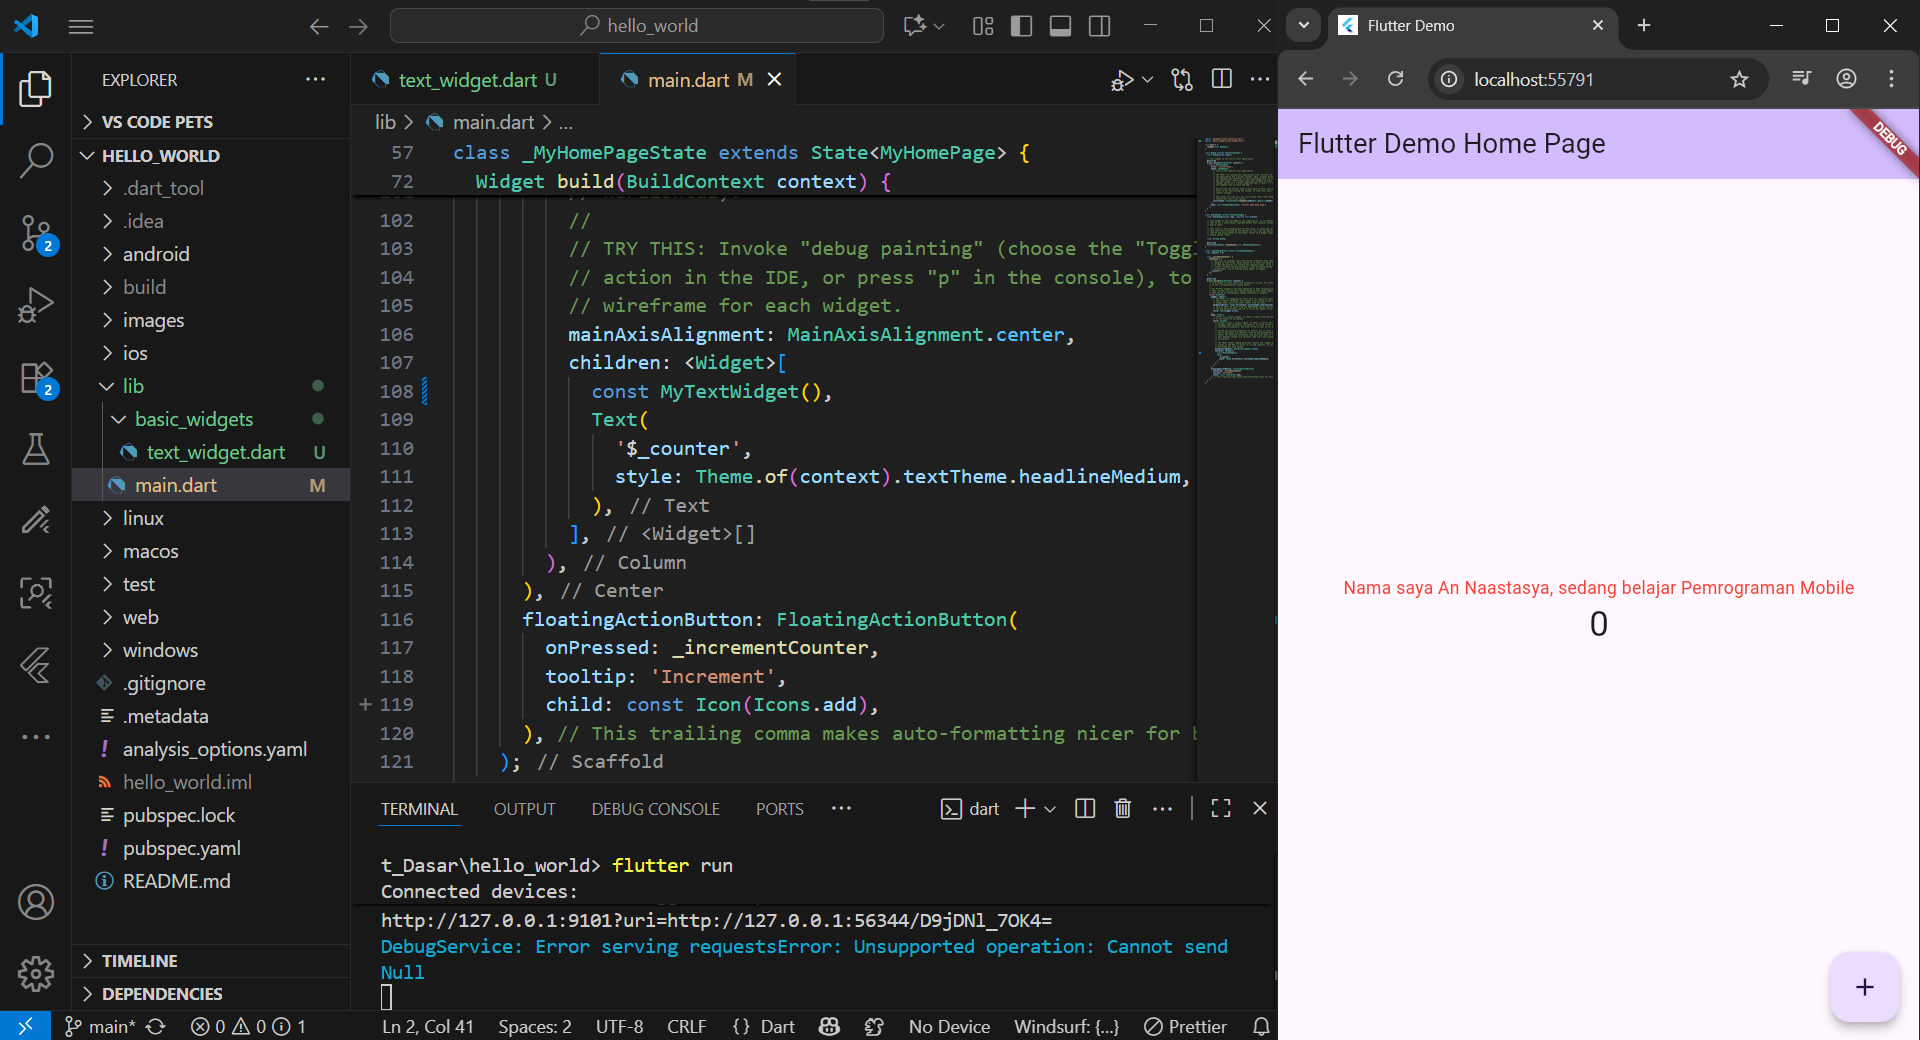 hello_world
EXPLORER
VS CODE PETS
HELLO_WORLD
.dart_tool
.idea
android
build
images
ios
lib
basic_widgets
text_widget.dart U
main.dart M
linux
macos
test
web
windows
.gitignore
.metadata
analysis_options.yaml
hello_world.iml
pubspec.lock
pubspec.yaml
README.md
TIMELINE
DEPENDENCIES
2
2
text_widget.dart U
main.dart M
lib > main.dart > ...
57 class _MyHomePageState extends State<MyHomePage> {
72 Widget build(BuildContext context) {
102 //
103 // TRY THIS: Invoke "debug painting" (choose the "Toggl
104 // action in the IDE, or press "p" in the console), to
105 // wireframe for each widget.
106 mainAxisAlignment: MainAxisAlignment.center,
107 children: <Widget>[
108 const MyTextWidget(),
109 Text(
110 '$_counter',
111 style: Theme.of(context).textTheme.headlineMedium,
112 ), // Text
113 ], // <Widget>[]
114 ), // Column
115 ), // Center
116 floatingActionButton: FloatingActionButton(
117 onPressed: _incrementCounter,
118 tooltip: 'Increment',
119 child: const Icon(Icons.add),
120 ), // This trailing comma makes auto-formatting nicer for b
121 ); // Scaffold
TERMINAL OUTPUT DEBUG CONSOLE PORTS
dart
t_Dasar\hello_world> flutter run
Connected devices:
http://127.0.0.1:9101?uri=http://127.0.0.1:56344/D9jDNl_7OK4=
DebugService: Error serving requestsError: Unsupported operation: Cannot send
Null
main* 0 0 1 Ln 2, Col 41 Spaces: 2 UTF-8 CRLF {} Dart No Device Windsurf: {...} Prettier
Flutter Demo
localhost:55791
Flutter Demo Home Page
DEBUG
Nama saya An Naastasya, sedang belajar Pemrograman Mobile
0